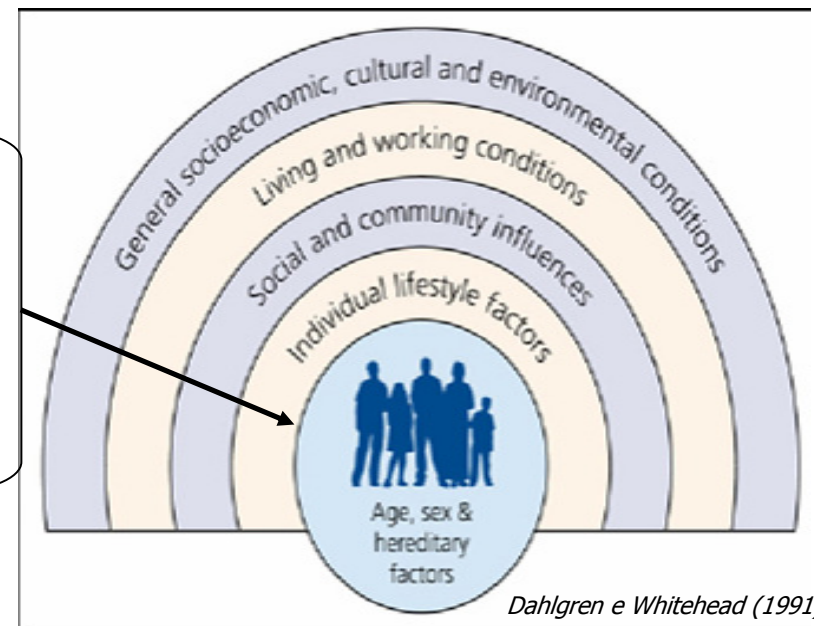 General socioeconomic, cultural and environmental conditions
Living and working conditions
Social and community influences
Individual lifestyle factors
Age, sex &
hereditary
factors
Dahlgren e Whitehead (1991)